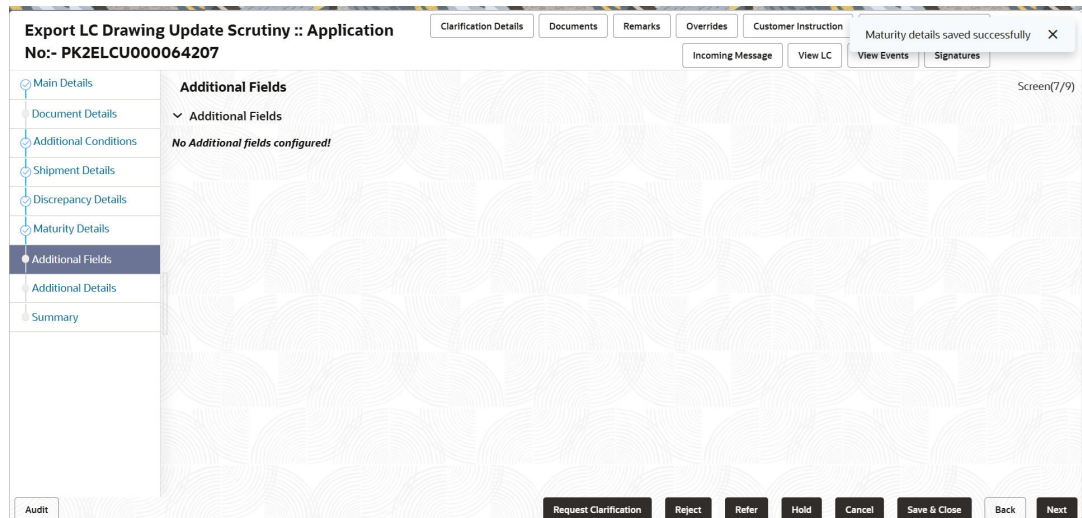 Export LC Drawing Update Scrutiny :: Application
No:- PK2ELCU000064207
Clarification Details
Documents
Remarks
Overrides
Customer Instruction
Maturity details saved successfully
Incoming Message
View LC
View Events
Signatures
Main Details
Document Details
Additional Conditions
Shipment Details
Discrepancy Details
Maturity Details
Additional Fields
Additional Details
Summary
Additional Fields
Screen(7/9)
Additional Fields
No Additional fields configured!
Audit
Request Clarification
Reject
Refer
Hold
Cancel
Save & Close
Back
Next